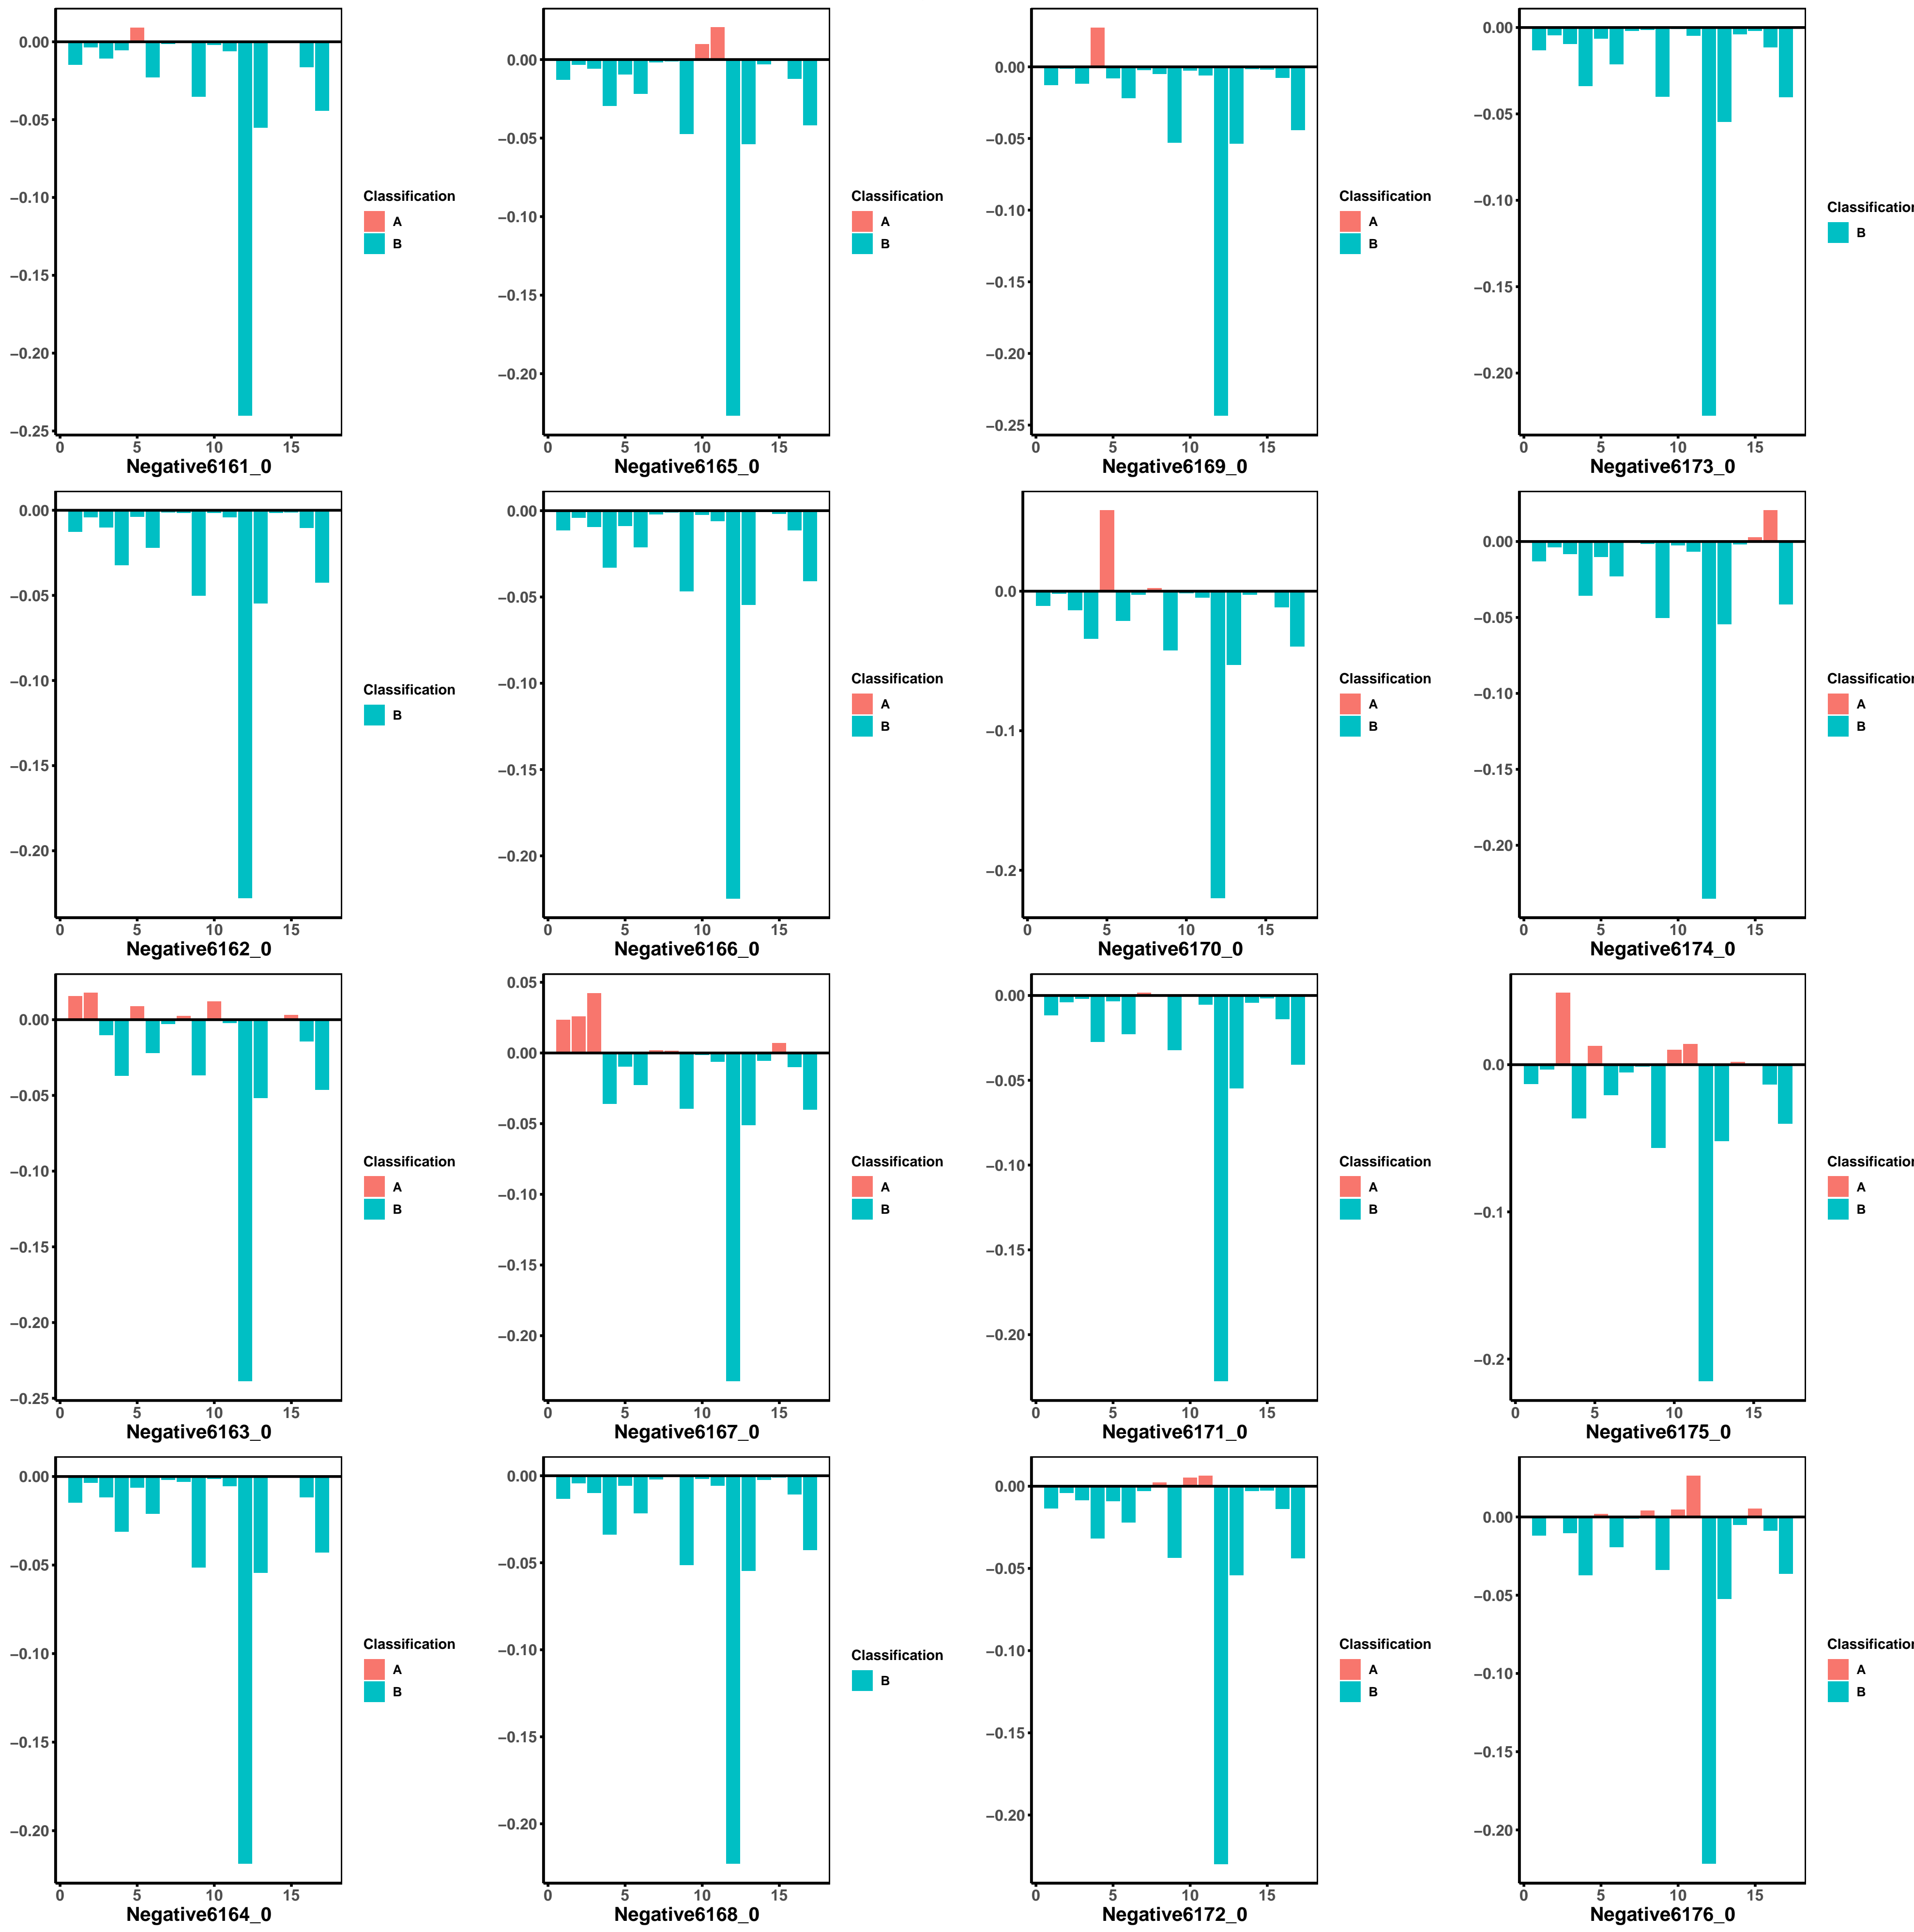 0.00
−0.05
−0.10
−0.15
−0.20
−0.25
0 5 10 15
Negative6161_0
Classification
A
B
0.00
−0.05
−0.10
−0.15
−0.20
0 5 10 15
Negative6165_0
Classification
A
B
0.00
−0.05
−0.10
−0.15
−0.20
−0.25
0 5 10 15
Negative6169_0
Classification
A
B
0.00
−0.05
−0.10
−0.15
−0.20
0 5 10 15
Negative6173_0
Classification
B
0.00
−0.05
−0.10
−0.15
−0.20
0 5 10 15
Negative6162_0
Classification
B
0.00
−0.05
−0.10
−0.15
−0.20
0 5 10 15
Negative6166_0
Classification
A
B
0.0
−0.1
−0.2
0 5 10 15
Negative6170_0
Classification
A
B
0.00
−0.05
−0.10
−0.15
−0.20
0 5 10 15
Negative6174_0
Classification
A
B
0.00
−0.05
−0.10
−0.15
−0.20
−0.25
0 5 10 15
Negative6163_0
Classification
A
B
0.05
0.00
−0.05
−0.10
−0.15
−0.20
0 5 10 15
Negative6167_0
Classification
A
B
0.00
−0.05
−0.10
−0.15
−0.20
0 5 10 15
Negative6171_0
Classification
A
B
0.0
−0.1
−0.2
0 5 10 15
Negative6175_0
Classification
A
B
0.00
−0.05
−0.10
−0.15
−0.20
0 5 10 15
Negative6164_0
Classification
A
B
0.00
−0.05
−0.10
−0.15
−0.20
0 5 10 15
Negative6168_0
Classification
B
0.00
−0.05
−0.10
−0.15
−0.20
0 5 10 15
Negative6172_0
Classification
A
B
0.00
−0.05
−0.10
−0.15
−0.20
0 5 10 15
Negative6176_0
Classification
A
B